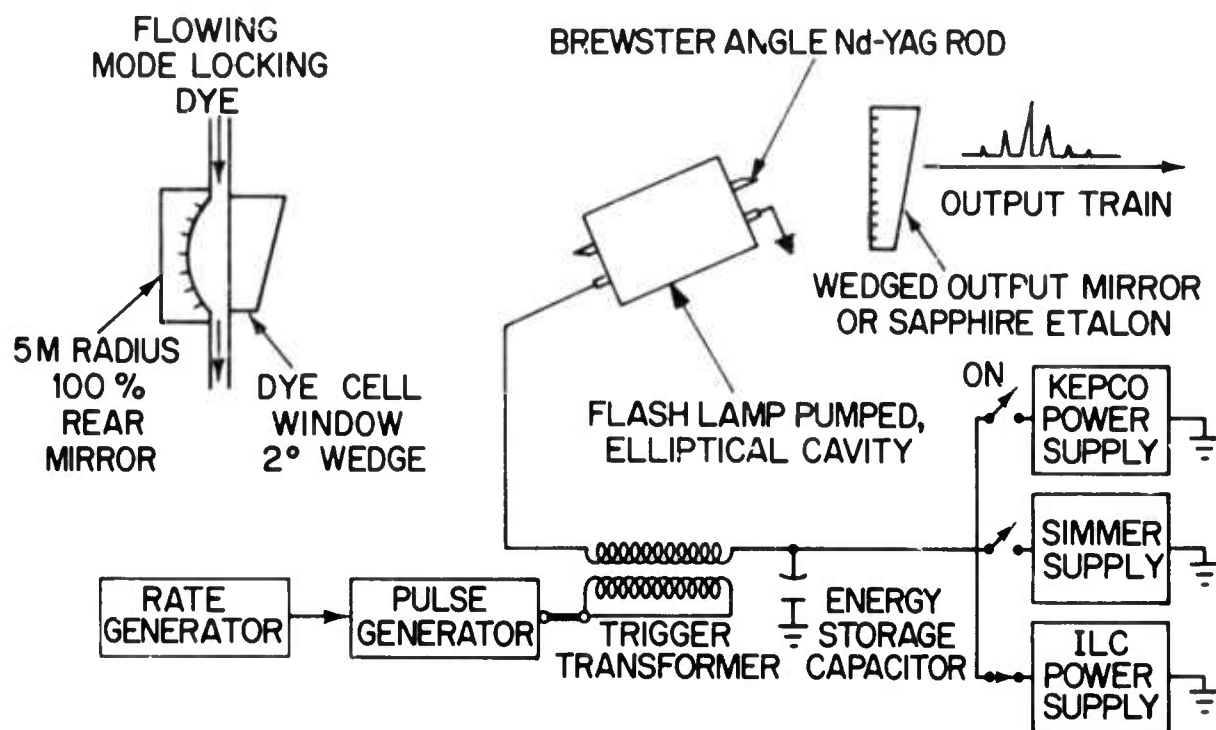 FLOWING
MODE LOCKING
DYE
BREWSTER ANGLE Nd-YAG ROD
OUTPUT TRAIN
WEDGED OUTPUT MIRROR
OR SAPPHIRE ETALON
5M RADIUS
100%
REAR
MIRROR
DYE CELL
WINDOW
2° WEDGE
FLASH LAMP PUMPED,
ELLIPTICAL CAVITY
ON
KEPCO
POWER
SUPPLY
SIMMER
SUPPLY
RATE
GENERATOR
PULSE
GENERATOR
TRIGGER
TRANSFORMER
ENERGY
STORAGE
CAPACITOR
ILC
POWER
SUPPLY